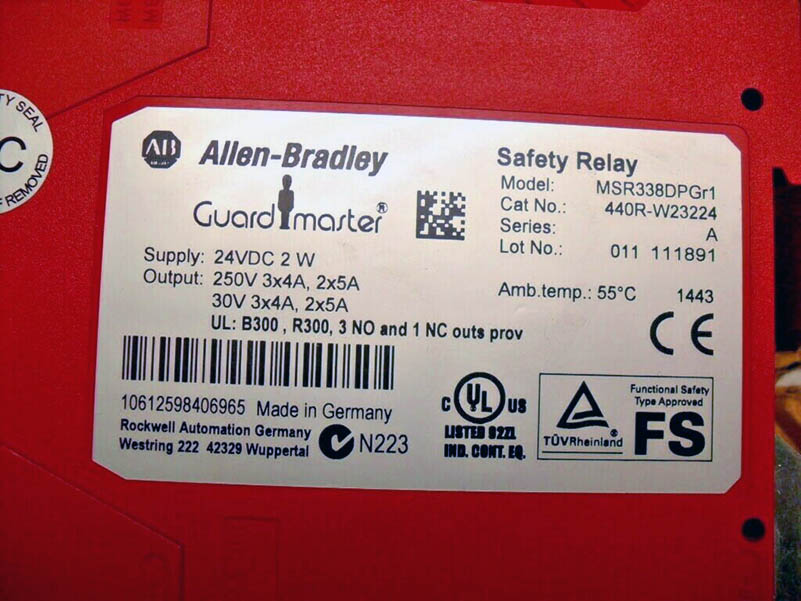 TY SEAL
C
F REMOVED
AB
Allen-Bradley
Guardmaster®
Safety Relay
Model: MSR338DPGr1
Cat No.: 440R-W23224
Series: A
Lot No.: 011 111891
Supply: 24VDC 2 W
Output: 250V 3x4A, 2x5A
30V 3x4A, 2x5A
UL: B300 , R300, 3 NO and 1 NC outs prov
Amb.temp.: 55°C 1443
CE
10612598406965 Made in Germany
Rockwell Automation Germany
Westring 222 42329 Wuppertal
N223
C UL US
LISTED 92ZL
IND. CONT. EQ.
TÜVRheinland
Functional Safety
Type Approved
FS